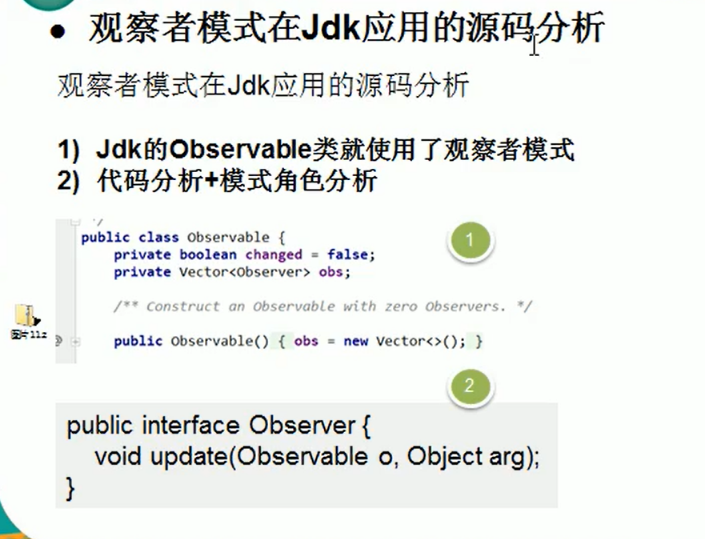 ● 观察者模式在Jdk应用的源码分析
观察者模式在Jdk应用的源码分析
1) Jdk的Observable类就使用了观察者模式
2) 代码分析+模式角色分析
*/
1
public class Observable {
private boolean changed = false;
private Vector<Observer> obs;
/** Construct an Observable with zero Observers. */
public Observable() { obs = new Vector<>(); }
2
public interface Observer {
void update(Observable o, Object arg);
}